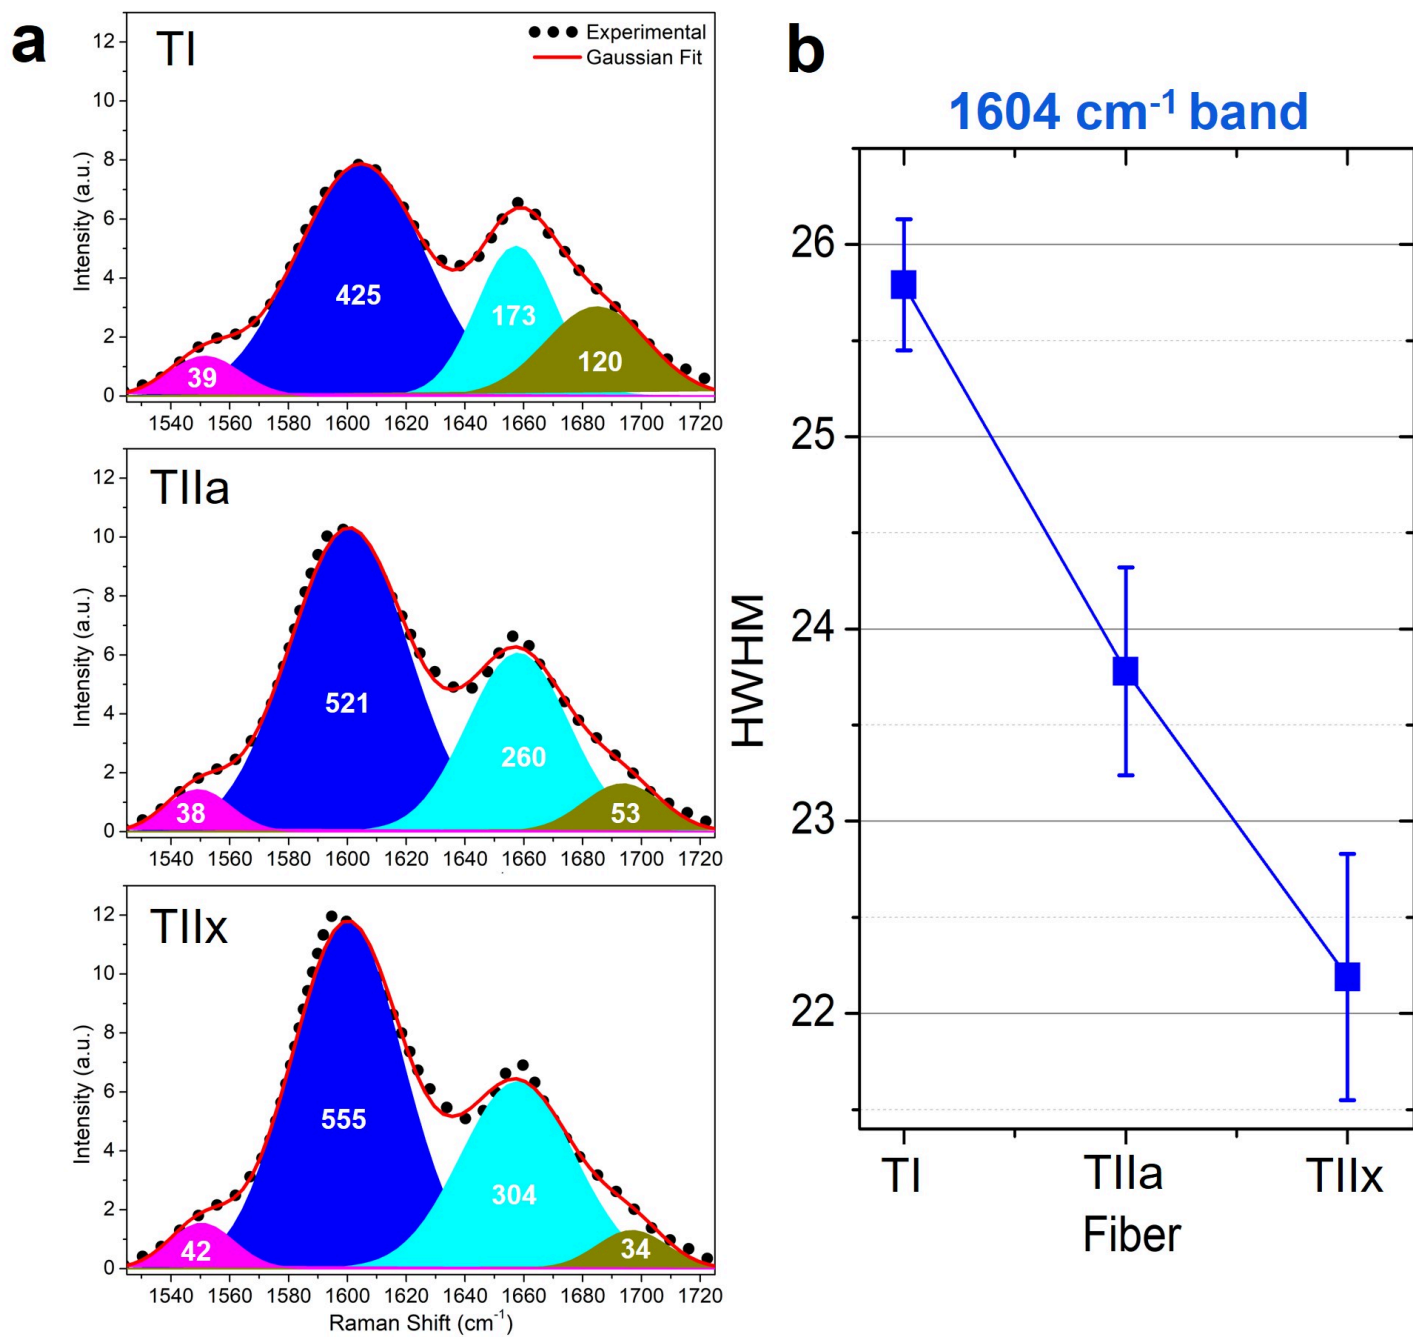 a
TI
Experimental
Gaussian Fit
Intensity (a.u.)
12
10
8
6
4
2
0
425
173
120
39
1540 1560 1580 1600 1620 1640 1660 1680 1700 1720
TIIa
Intensity (a.u.)
12
10
8
6
4
2
0
521
260
38
53
1540 1560 1580 1600 1620 1640 1660 1680 1700 1720
TIIx
Intensity (a.u.)
12
10
8
6
4
2
0
555
304
42
34
1540 1560 1580 1600 1620 1640 1660 1680 1700 1720
Raman Shift (cm⁻¹)
b
1604 cm⁻¹ band
HWHM
26
25
24
23
22
TI TIIa TIIx
Fiber